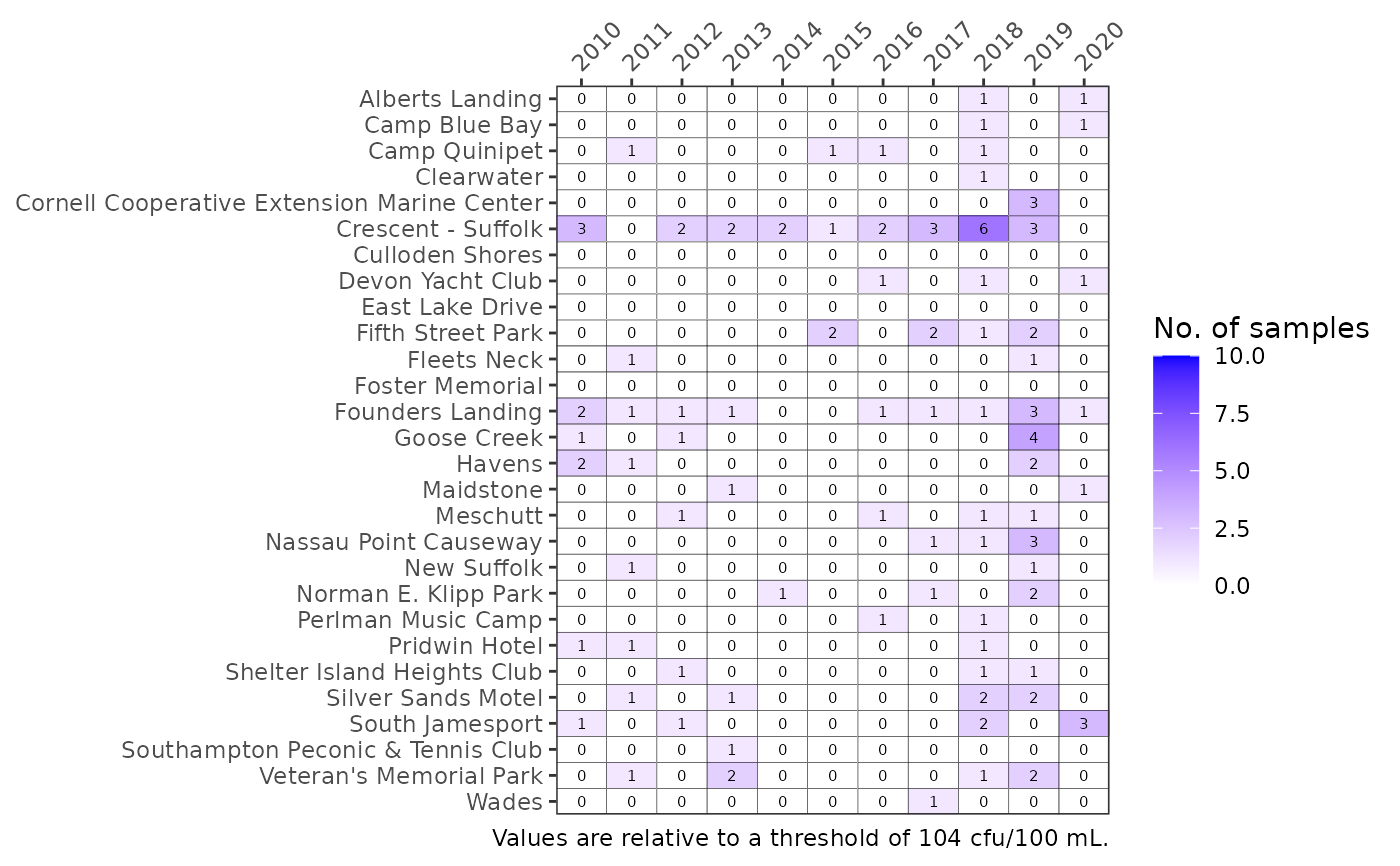 2010 2011 2012 2013 2014 2015 2016 2017 2018 2019 2020
Alberts Landing 0 0 0 0 0 0 0 0 1 0 1
Camp Blue Bay 0 0 0 0 0 0 0 0 1 0 1
Camp Quinipet 0 1 0 0 0 1 1 0 1 0 0
Clearwater 0 0 0 0 0 0 0 0 1 0 0
Cornell Cooperative Extension Marine Center 0 0 0 0 0 0 0 0 0 3 0
Crescent - Suffolk 3 0 2 2 2 1 2 3 6 3 0
Culloden Shores 0 0 0 0 0 0 0 0 0 0 0
Devon Yacht Club 0 0 0 0 0 0 1 0 1 0 1
East Lake Drive 0 0 0 0 0 0 0 0 0 0 0
Fifth Street Park 0 0 0 0 0 2 0 2 1 2 0
Fleets Neck 0 1 0 0 0 0 0 0 0 1 0
Foster Memorial 0 0 0 0 0 0 0 0 0 0 0
Founders Landing 2 1 1 1 0 0 1 1 1 3 1
Goose Creek 1 0 1 0 0 0 0 0 0 4 0
Havens 2 1 0 0 0 0 0 0 0 2 0
Maidstone 0 0 0 1 0 0 0 0 0 0 1
Meschutt 0 0 1 0 0 0 1 0 1 1 0
Nassau Point Causeway 0 0 0 0 0 0 0 1 1 3 0
New Suffolk 0 1 0 0 0 0 0 0 0 1 0
Norman E. Klipp Park 0 0 0 0 1 0 0 1 0 2 0
Perlman Music Camp 0 0 0 0 0 0 1 0 1 0 0
Pridwin Hotel 1 1 0 0 0 0 0 0 1 0 0
Shelter Island Heights Club 0 0 1 0 0 0 0 0 1 1 0
Silver Sands Motel 0 1 0 1 0 0 0 0 2 2 0
South Jamesport 1 0 1 0 0 0 0 0 2 0 3
Southampton Peconic & Tennis Club 0 0 0 1 0 0 0 0 0 0 0
Veteran's Memorial Park 0 1 0 2 0 0 0 0 1 2 0
Wades 0 0 0 0 0 0 0 1 0 0 0
Values are relative to a threshold of 104 cfu/100 mL.
No. of samples
10.0
7.5
5.0
2.5
0.0